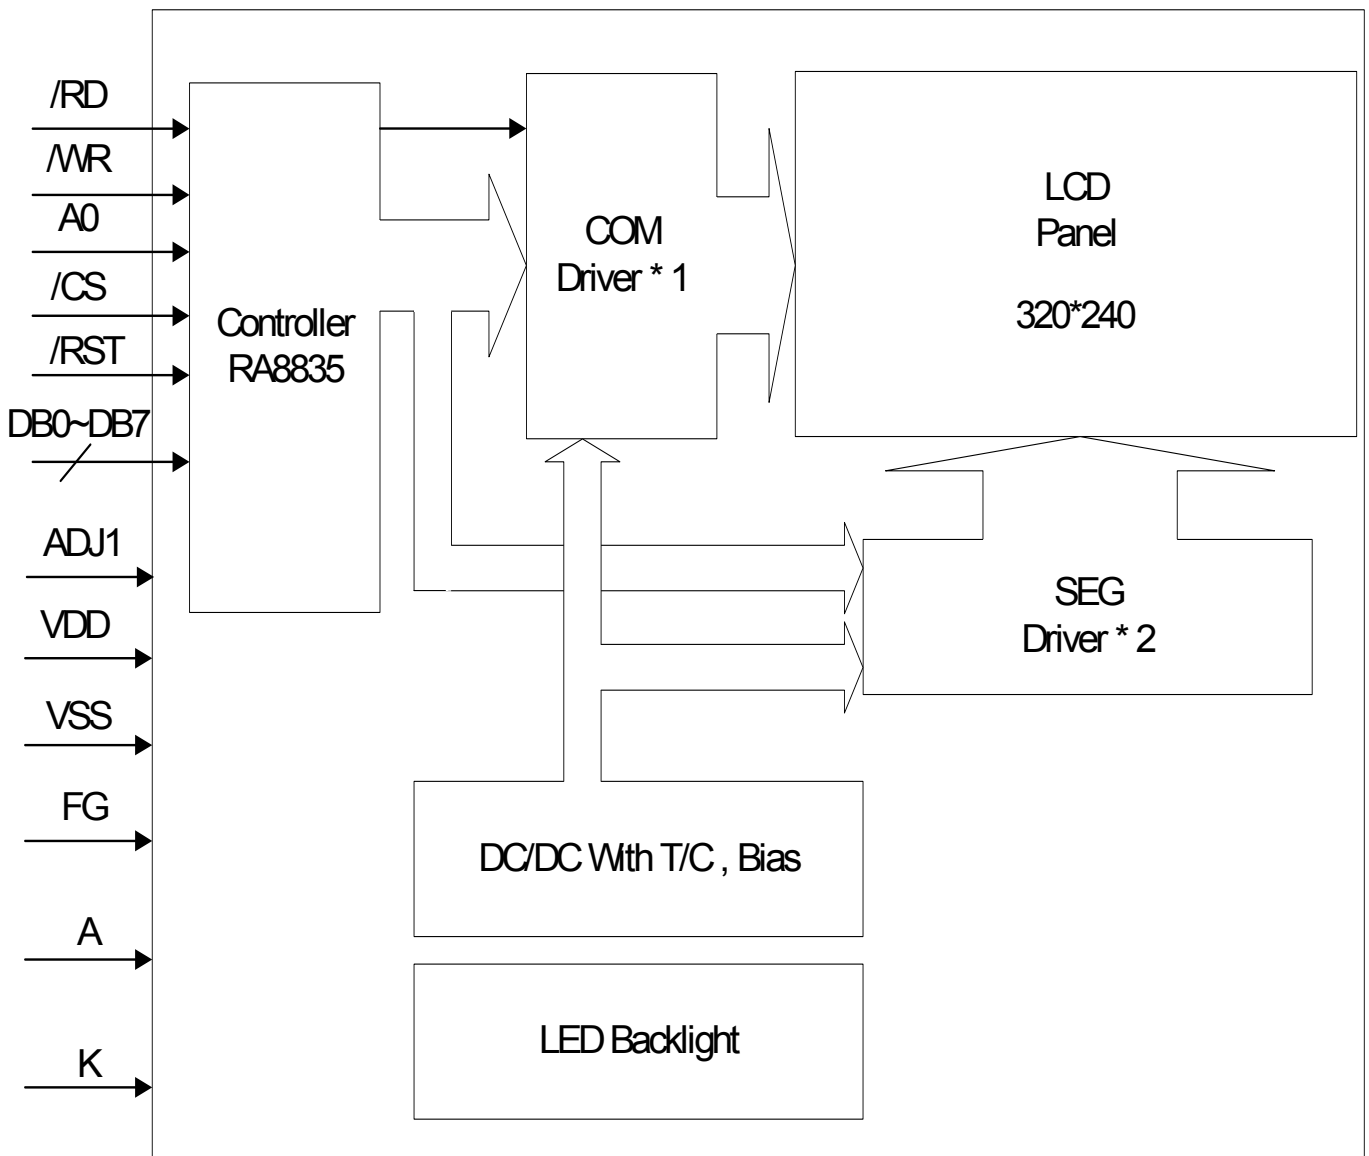 /RD
/WR
A0
/CS
/RST
DB0~DB7
ADJ1
VDD
VSS
FG
A
K
Controller
RA8835
COM
Driver * 1
LCD
Panel
320*240
SEG
Driver * 2
DC/DC With T/C , Bias
LED Backlight